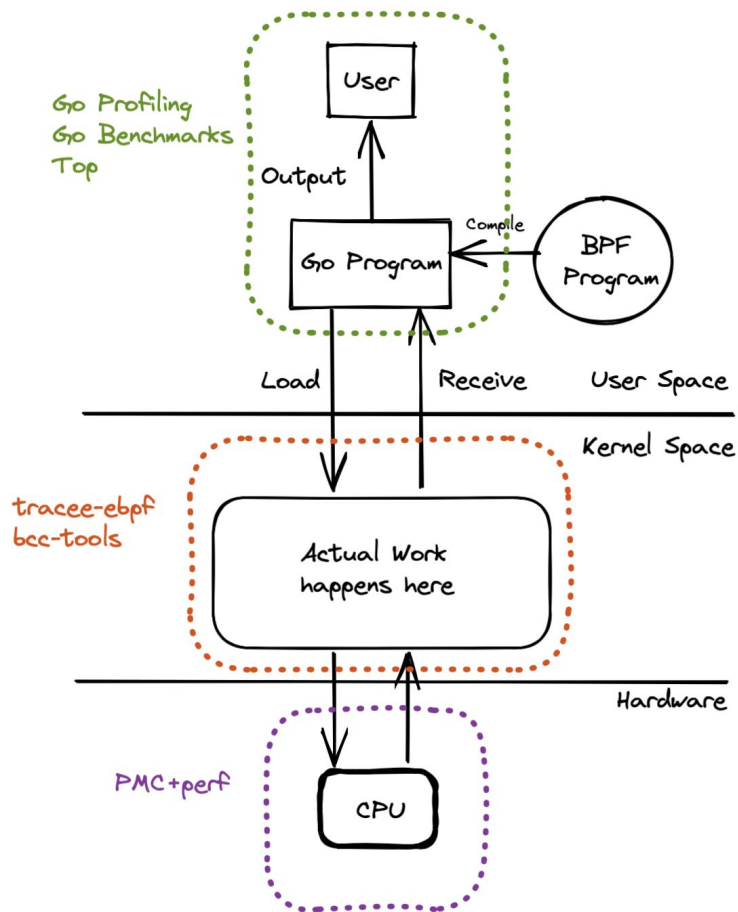 User
Go Profiling
Go Benchmarks
Top
Output
Compile
Go Program
BPF
Program
Load
Receive
User Space
Kernel Space
tracee-ebpf
bcc-tools
Actual Work
happens here
Hardware
PMC+perf
CPU